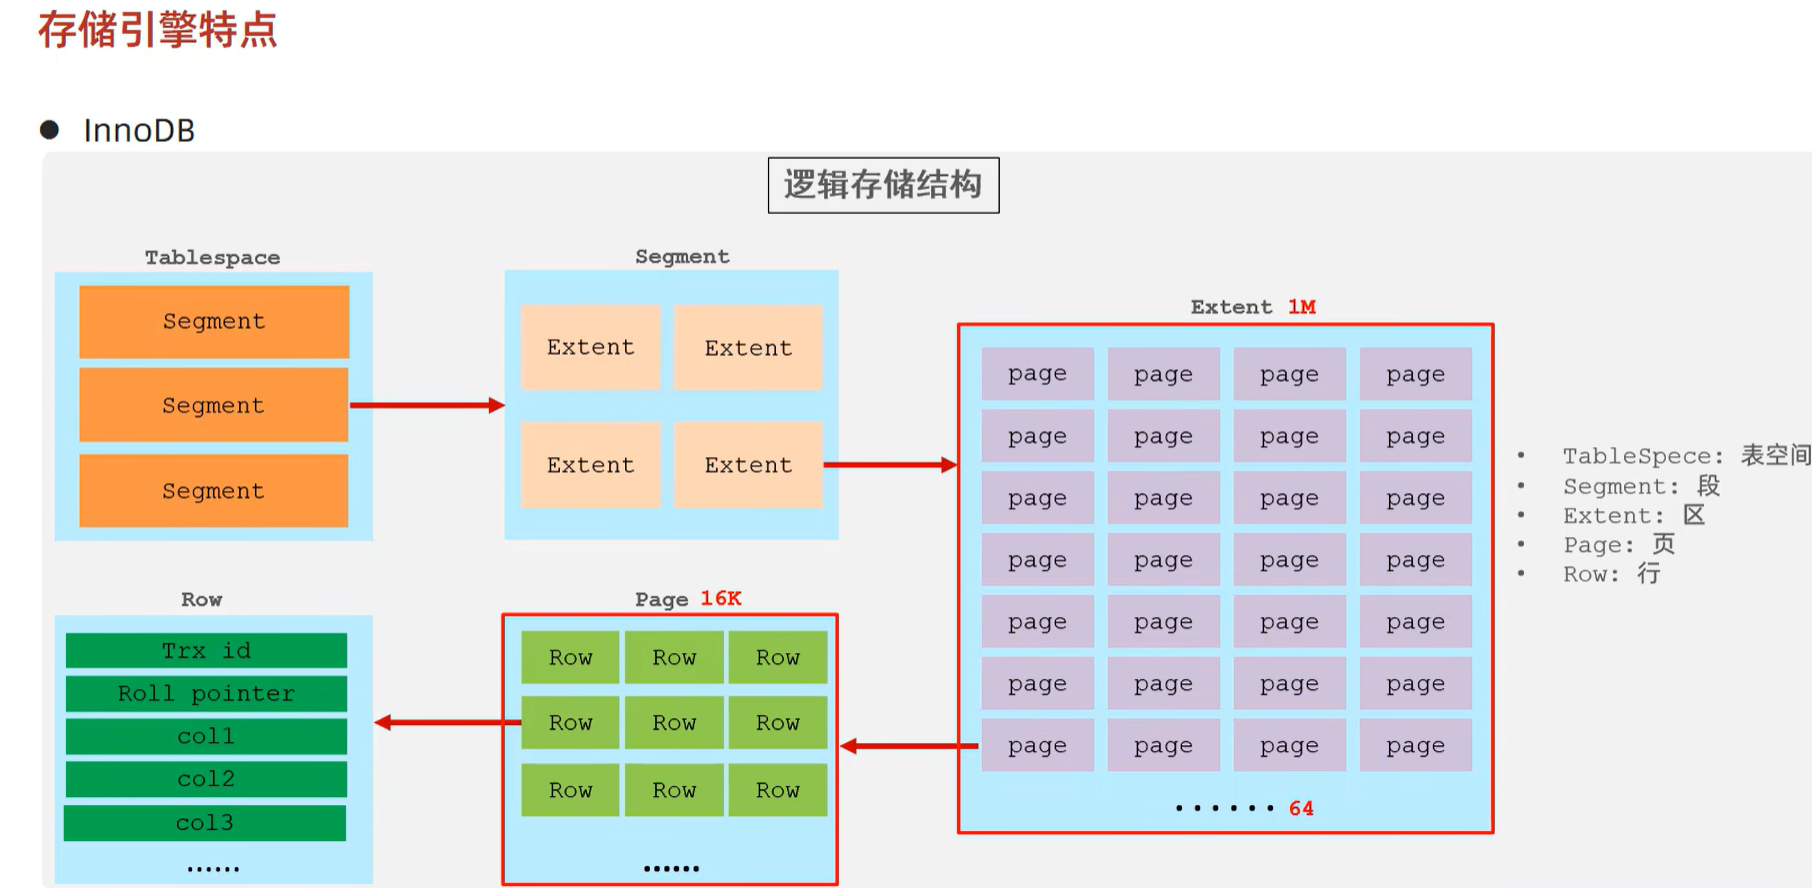 存储引擎特点
● InnoDB
逻辑存储结构
Tablespace
Segment
Segment
Segment
Segment
Extent Extent
Extent Extent
Extent 1M
page page page page
page page page page
page page page page
page page page page
page page page page
page page page page
page page page page
······ 64
• TableSpece: 表空间
• Segment: 段
• Extent: 区
• Page: 页
• Row: 行
Row
Trx id
Roll pointer
col1
col2
col3
······
Page 16K
Row Row Row
Row Row Row
Row Row Row
······